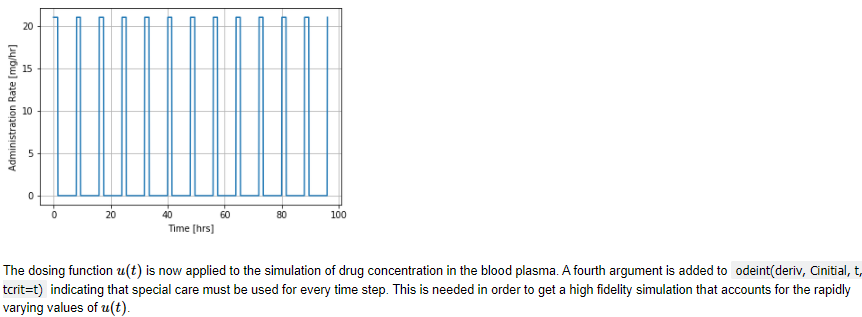 20
15
10
5
0
Administration Rate [mg/hr]
0 20 40 60 80 100
Time [hrs]
The dosing function u(t) is now applied to the simulation of drug concentration in the blood plasma. A fourth argument is added to odeint(deriv, Cinitial, t,
tcrit=t) indicating that special care must be used for every time step. This is needed in order to get a high fidelity simulation that accounts for the rapidly
varying values of u(t).